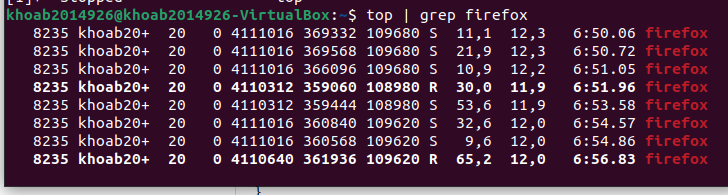 [1]+  Stopped                 top
khoab2014926@khoab2014926-VirtualBox:~$ top | grep firefox
   8235 khoab20+  20   0 4111016 369332 109680 S  11,1  12,3   6:50.06 firefox
   8235 khoab20+  20   0 4111016 369568 109680 S  21,9  12,3   6:50.72 firefox
   8235 khoab20+  20   0 4111016 366096 109680 S  10,9  12,2   6:51.05 firefox
   8235 khoab20+  20   0 4110312 359060 108980 R  30,0  11,9   6:51.96 firefox
   8235 khoab20+  20   0 4110312 359444 108980 S  53,6  11,9   6:53.58 firefox
   8235 khoab20+  20   0 4111016 360840 109620 S  32,6  12,0   6:54.57 firefox
   8235 khoab20+  20   0 4111016 360568 109620 S   9,6  12,0   6:54.86 firefox
   8235 khoab20+  20   0 4110640 361936 109620 R  65,2  12,0   6:56.83 firefox
}